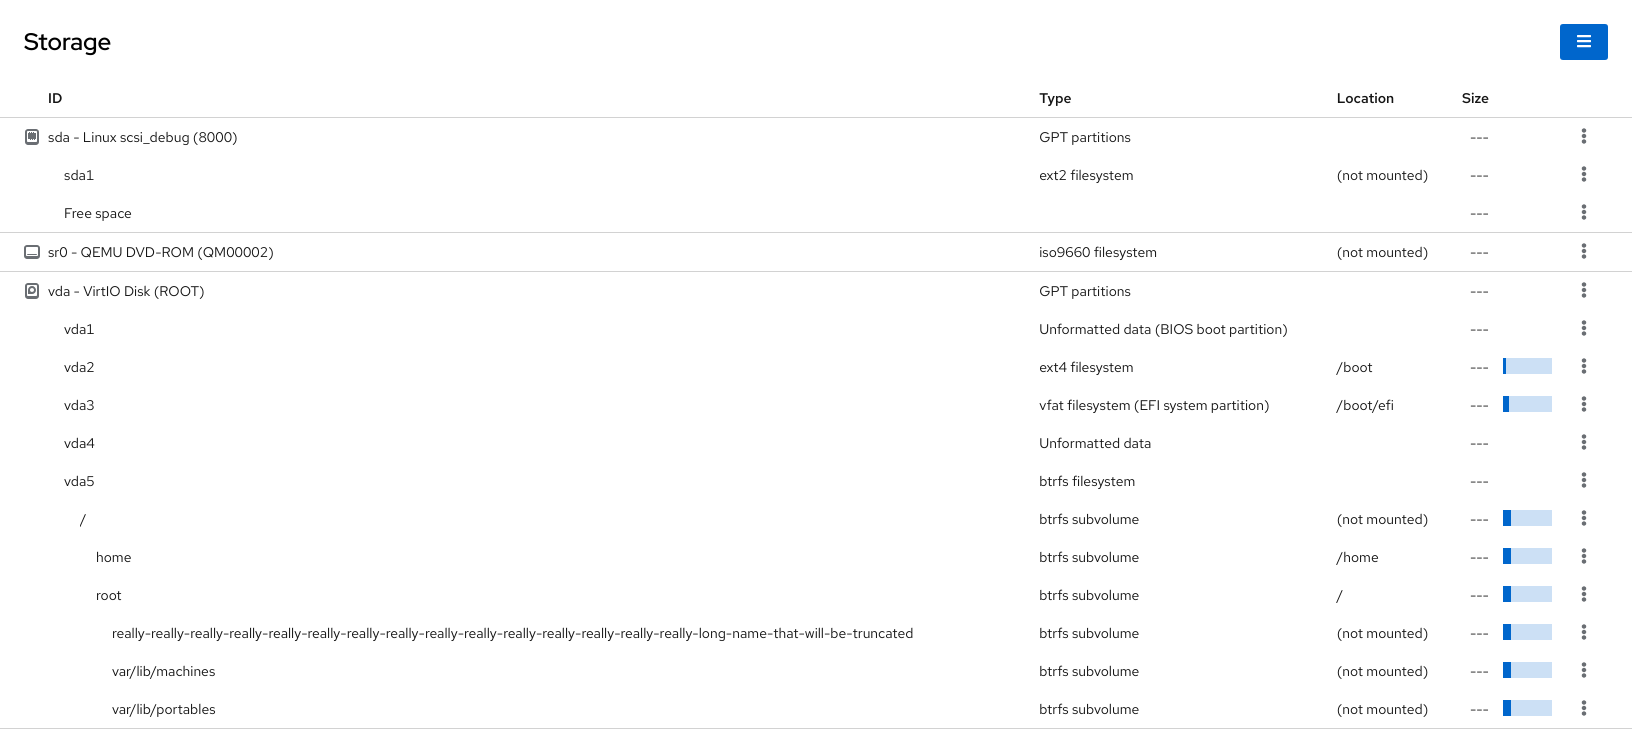 Storage
ID Type Location Size
sda - Linux scsi_debug (8000) GPT partitions ---
sda1 ext2 filesystem (not mounted) ---
Free space ---
sr0 - QEMU DVD-ROM (QM00002) iso9660 filesystem (not mounted) ---
vda - VirtIO Disk (ROOT) GPT partitions ---
vda1 Unformatted data (BIOS boot partition) ---
vda2 ext4 filesystem /boot ---
vda3 vfat filesystem (EFI system partition) /boot/efi ---
vda4 Unformatted data ---
vda5 btrfs filesystem ---
/ btrfs subvolume (not mounted) ---
home btrfs subvolume /home ---
root btrfs subvolume / ---
really-really-really-really-really-really-really-really-really-really-really-really-really-really-really-long-name-that-will-be-truncated btrfs subvolume (not mounted) ---
var/lib/machines btrfs subvolume (not mounted) ---
var/lib/portables btrfs subvolume (not mounted) ---